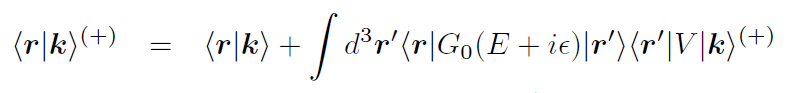 ⟨r|k⟩⁽⁺⁾ = ⟨r|k⟩ + ∫ d³r′⟨r|G₀(E + iϵ)|r′⟩⟨r′|V|k⟩⁽⁺⁾